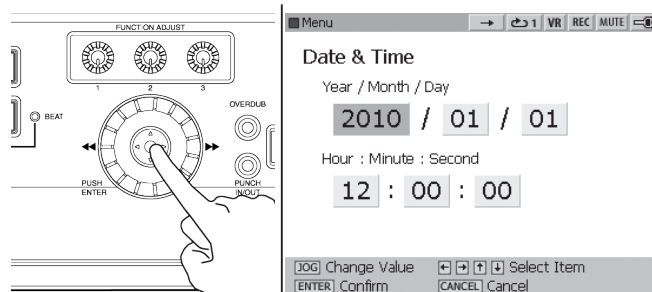 FUNCTION ADJUST
1 2 3
BEAT
OVERDUB
PUSH
ENTER
PUNCH
IN/OUT
Menu → 1 VR REC MUTE
Date & Time
Year / Month / Day
2010 / 01 / 01
Hour : Minute : Second
12 : 00 : 00
JOG Change Value ← → ↑ ↓ Select Item
ENTER Confirm CANCEL Cancel